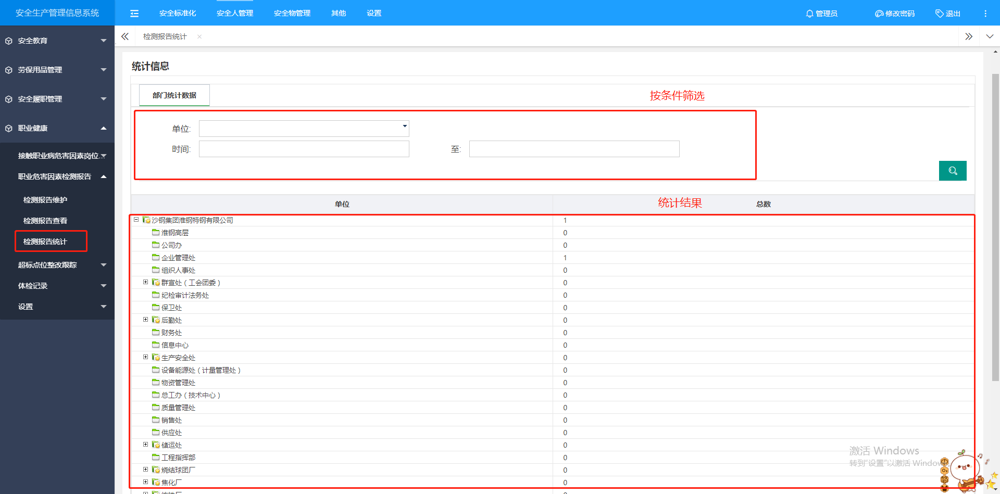 安全生产管理信息系统
安全标准化
安全人管理
安全物管理
其他
设置
管理员
修改密码
退出
安全教育
劳保用品管理
安全履职管理
职业健康
接触职业病危害因素岗位...
职业危害因素检测报告
检测报告维护
检测报告查看
检测报告统计
超标点位整改跟踪
体检记录
设置
检测报告统计
统计信息
部门统计数据
按条件筛选
单位:
时间:
至:
单位
统计结果
总数
沙钢集团淮钢特钢有限公司 1
淮钢高层 0
公司办 0
企业管理处 1
组织人事处 0
群宣处（工会团委） 0
纪检审计法务处 0
保卫处 0
后勤处 0
财务处 0
信息中心 0
生产安全处 0
设备能源处（计量管理处） 0
物资管理处 0
总工办（技术中心） 0
质量管理处 0
销售处 0
供应处 0
储运处 0
工程指挥部 0
烧结球团厂 0
焦化厂 0
激活 Windows
转到"设置"以激活 Windows
中
简